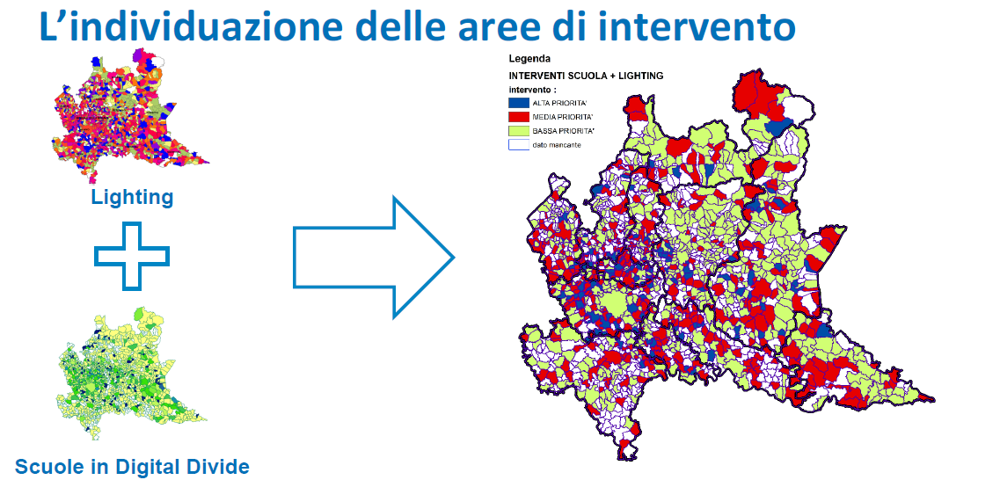 L’individuazione delle aree di intervento
Lighting
Scuole in Digital Divide
Legenda
INTERVENTI SCUOLA + LIGHTING
intervento :
ALTA PRIORITA'
MEDIA PRIORITA'
BASSA PRIORITA'
dato mancante